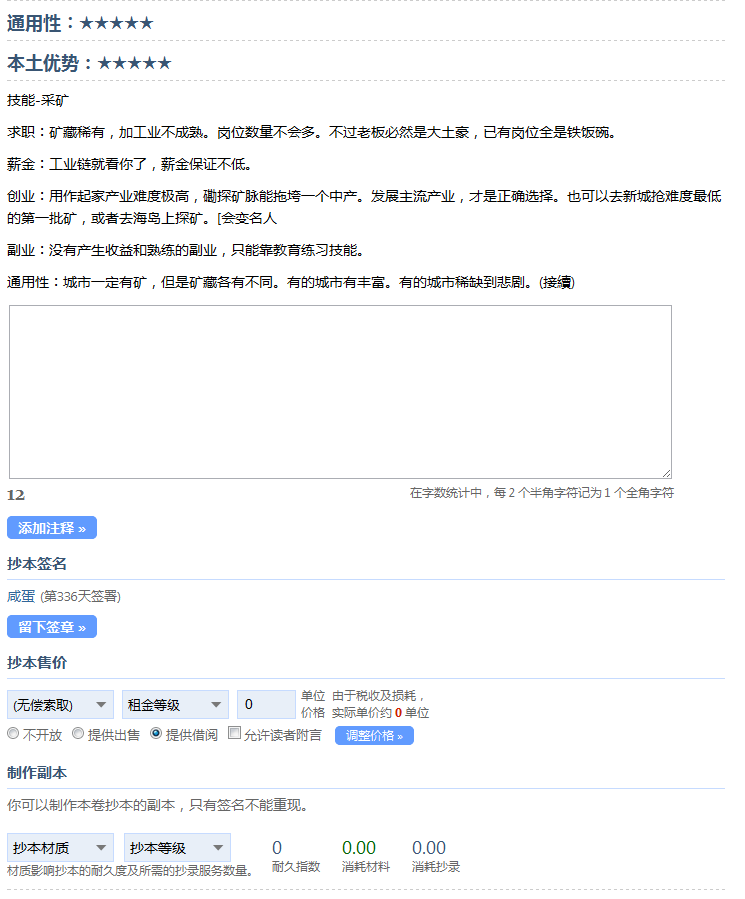 通用性：★★★★★
本土优势：★★★★★
技能-采矿
求职：矿藏稀有，加工业不成熟。岗位数量不会多。不过老板必然是大土豪，已有岗位全是铁饭碗。
薪金：工业链就看你了，薪金保证不低。
创业：用作起家产业难度极高，磡探矿脉能拖垮一个中产。发展主流产业，才是正确选择。也可以去新城抢难度最低
的第一批矿，或者去海岛上探矿。[会变名人
副业：没有产生收益和熟练的副业，只能靠教育练习技能。
通用性：城市一定有矿，但是矿藏各有不同。有的城市有丰富。有的城市稀缺到悲剧。(接續)
12
在字数统计中，每 2 个半角字符记为 1 个全角字符
添加注释 »
抄本签名
咸蛋 (第336天签署)
留下签章 »
抄本售价
(无偿索取) 租金等级 0 单位 由于税收及损耗，
价格 实际单价约 0 单位
不开放 提供出售 提供借阅 允许读者附言 调整价格 »
制作副本
你可以制作本卷抄本的副本，只有签名不能重现。
抄本材质 抄本等级 0 0.00 0.00
材质影响抄本的耐久度及所需的抄录服务数量。 耐久指数 消耗材料 消耗抄录